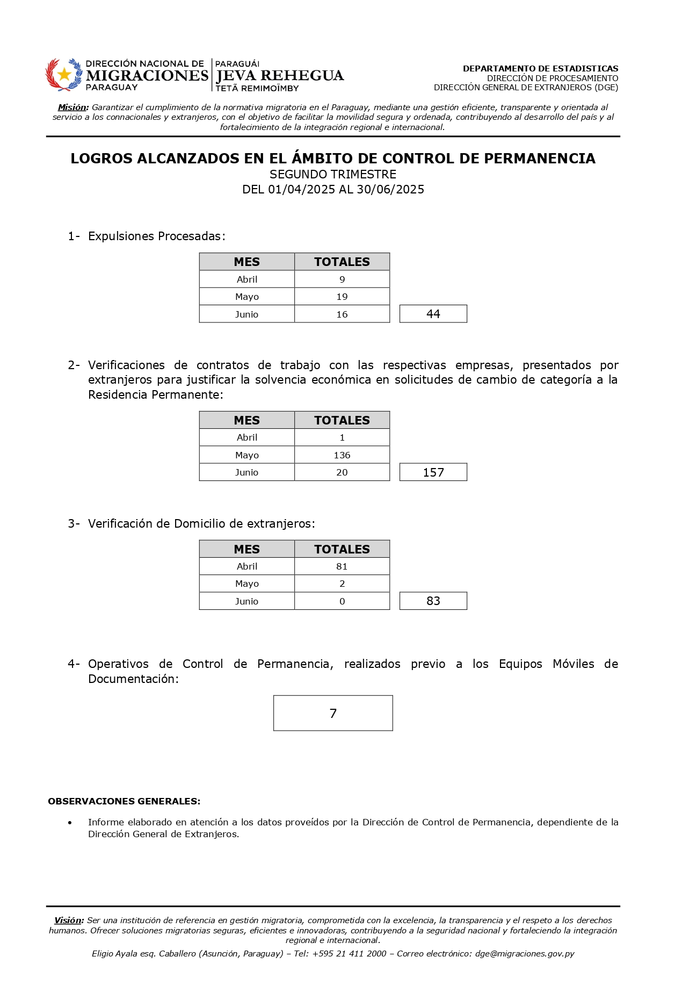 DIRECCIÓN NACIONAL DE
MIGRACIONES
PARAGUAY
PARAGUÁI
JEVA REHEGUA
TETÃ REMIMOĨMBY
DEPARTAMENTO DE ESTADISTICAS
DIRECCIÓN DE PROCESAMIENTO
DIRECCIÓN GENERAL DE EXTRANJEROS (DGE)
Misión: Garantizar el cumplimiento de la normativa migratoria en el Paraguay, mediante una gestión eficiente, transparente y orientada al
servicio a los connacionales y extranjeros, con el objetivo de facilitar la movilidad segura y ordenada, contribuyendo al desarrollo del país y al
fortalecimiento de la integración regional e internacional.
LOGROS ALCANZADOS EN EL ÁMBITO DE CONTROL DE PERMANENCIA
SEGUNDO TRIMESTRE
DEL 01/04/2025 AL 30/06/2025
1- Expulsiones Procesadas:
MES TOTALES
Abril 9
Mayo 19
Junio 16 44
2- Verificaciones de contratos de trabajo con las respectivas empresas, presentados por
extranjeros para justificar la solvencia económica en solicitudes de cambio de categoría a la
Residencia Permanente:
MES TOTALES
Abril 1
Mayo 136
Junio 20 157
3- Verificación de Domicilio de extranjeros:
MES TOTALES
Abril 81
Mayo 2
Junio 0 83
4- Operativos de Control de Permanencia, realizados previo a los Equipos Móviles de
Documentación:
7
OBSERVACIONES GENERALES:
• Informe elaborado en atención a los datos proveídos por la Dirección de Control de Permanencia, dependiente de la
Dirección General de Extranjeros.
Visión: Ser una institución de referencia en gestión migratoria, comprometida con la excelencia, la transparencia y el respeto a los derechos
humanos. Ofrecer soluciones migratorias seguras, eficientes e innovadoras, contribuyendo a la seguridad nacional y fortaleciendo la integración
regional e internacional.
Eligio Ayala esq. Caballero (Asunción, Paraguay) – Tel: +595 21 411 2000 – Correo electrónico: dge@migraciones.gov.py